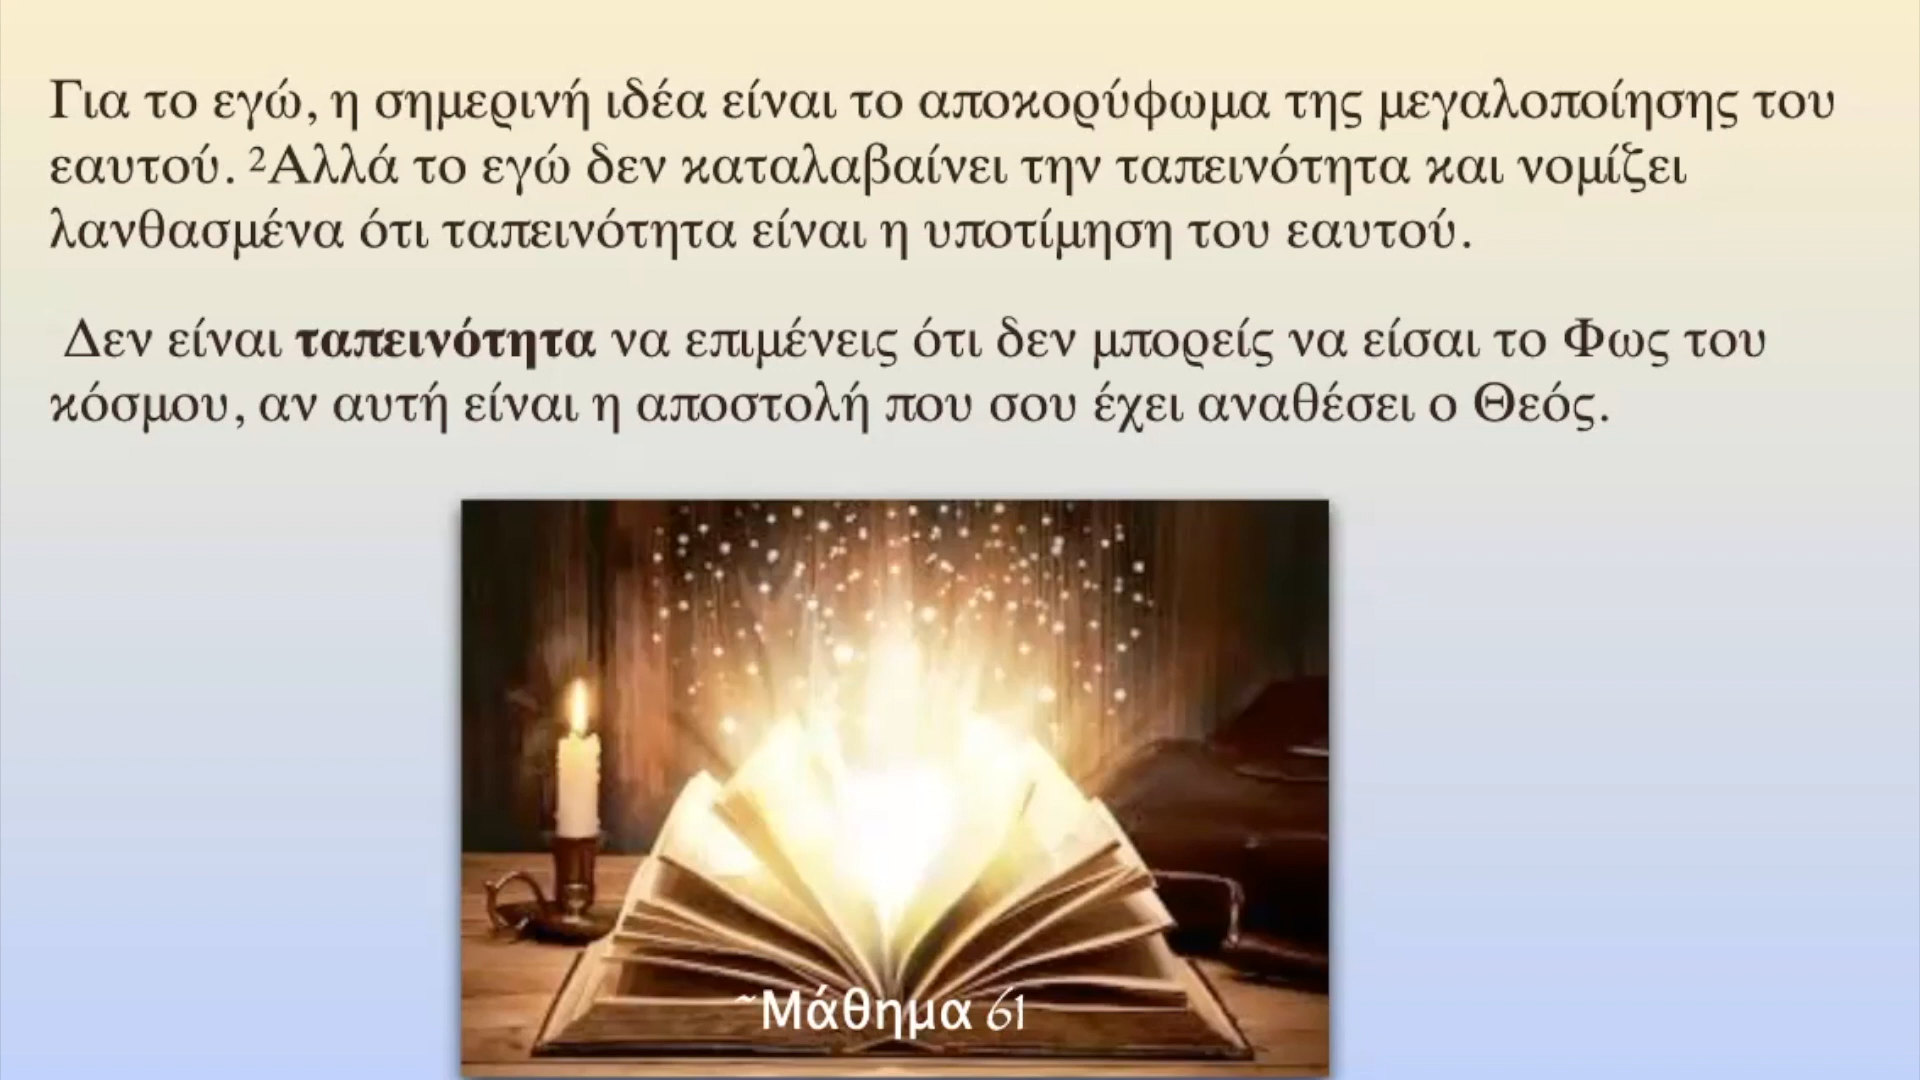 Για το εγώ, η σημερινή ιδέα είναι το αποκορύφωμα της μεγαλοποίησης του
εαυτού. ²Αλλά το εγώ δεν καταλαβαίνει την ταπεινότητα και νομίζει
λανθασμένα ότι ταπεινότητα είναι η υποτίμηση του εαυτού.
Δεν είναι ταπεινότητα να επιμένεις ότι δεν μπορείς να είσαι το Φως του
κόσμου, αν αυτή είναι η αποστολή που σου έχει αναθέσει ο Θεός.
~Μάθημα 61